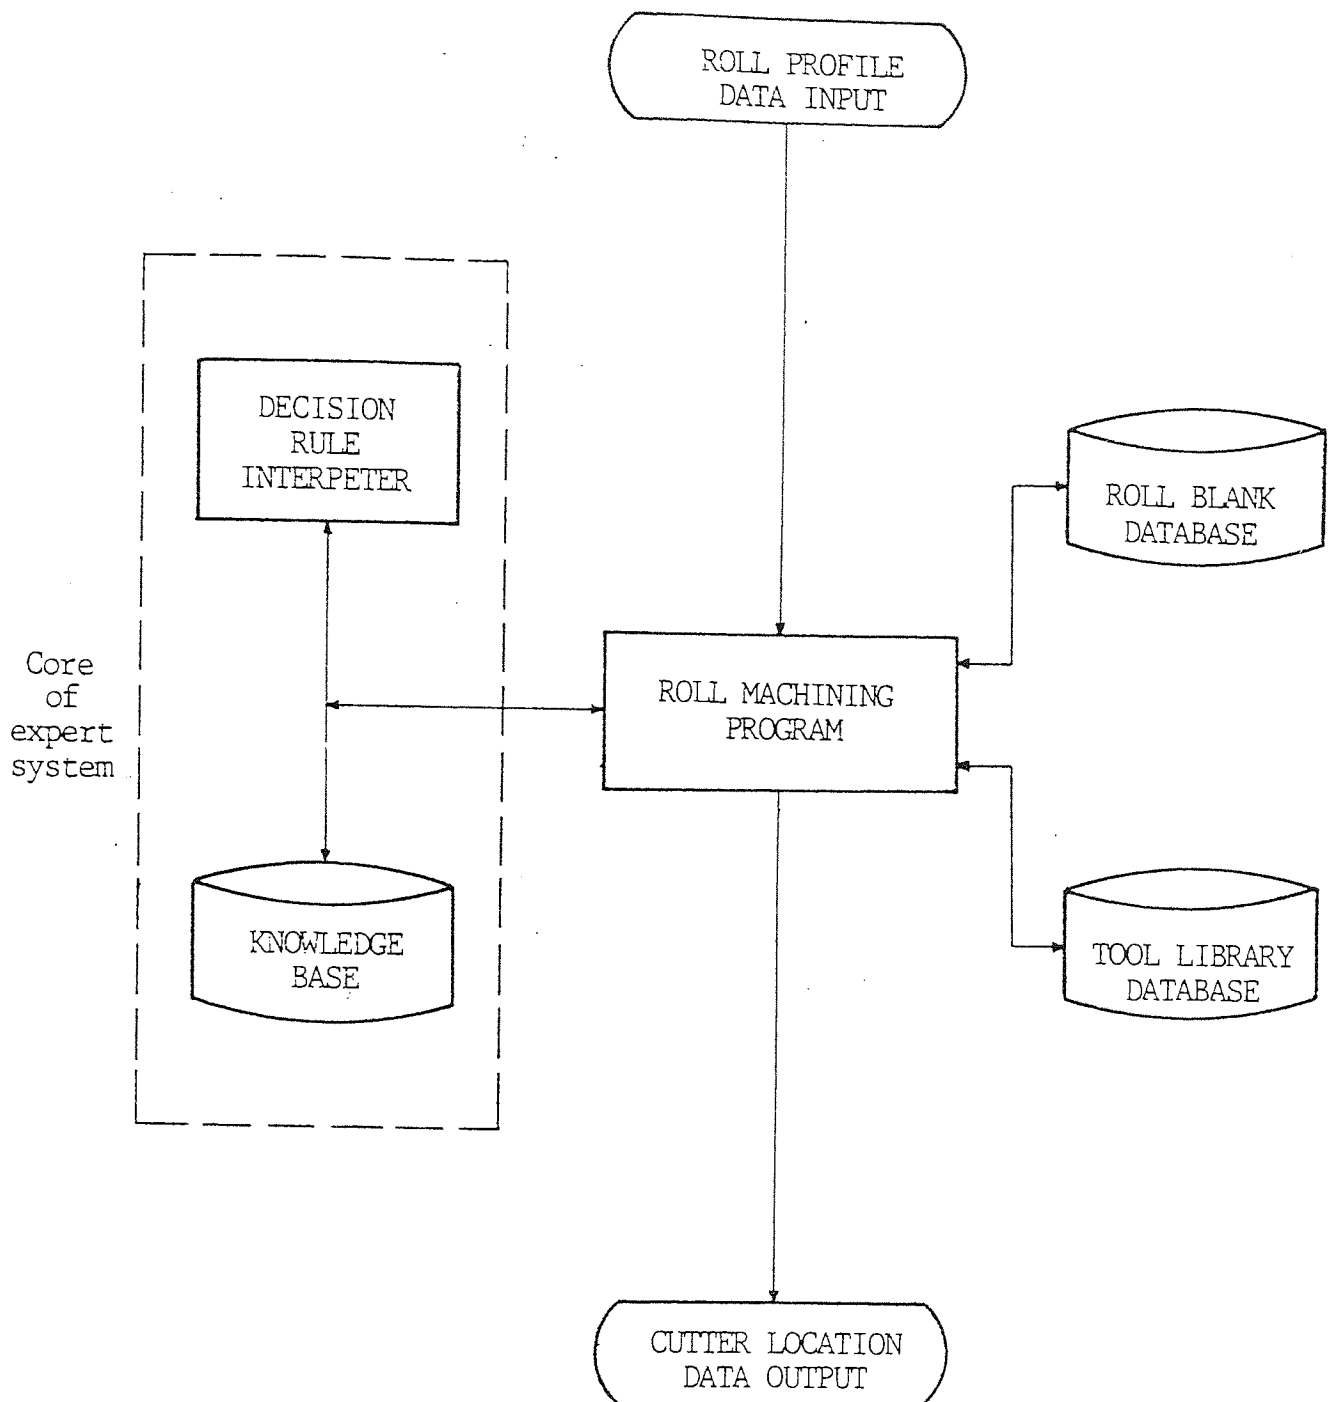 ROLL PROFILE
DATA INPUT
DECISION
RULE
INTERPETER
ROLL BLANK
DATABASE
Core
of
expert
system
ROLL MACHINING
PROGRAM
KNOWLEDGE
BASE
TOOL LIBRARY
DATABASE
CUTTER LOCATION
DATA OUTPUT